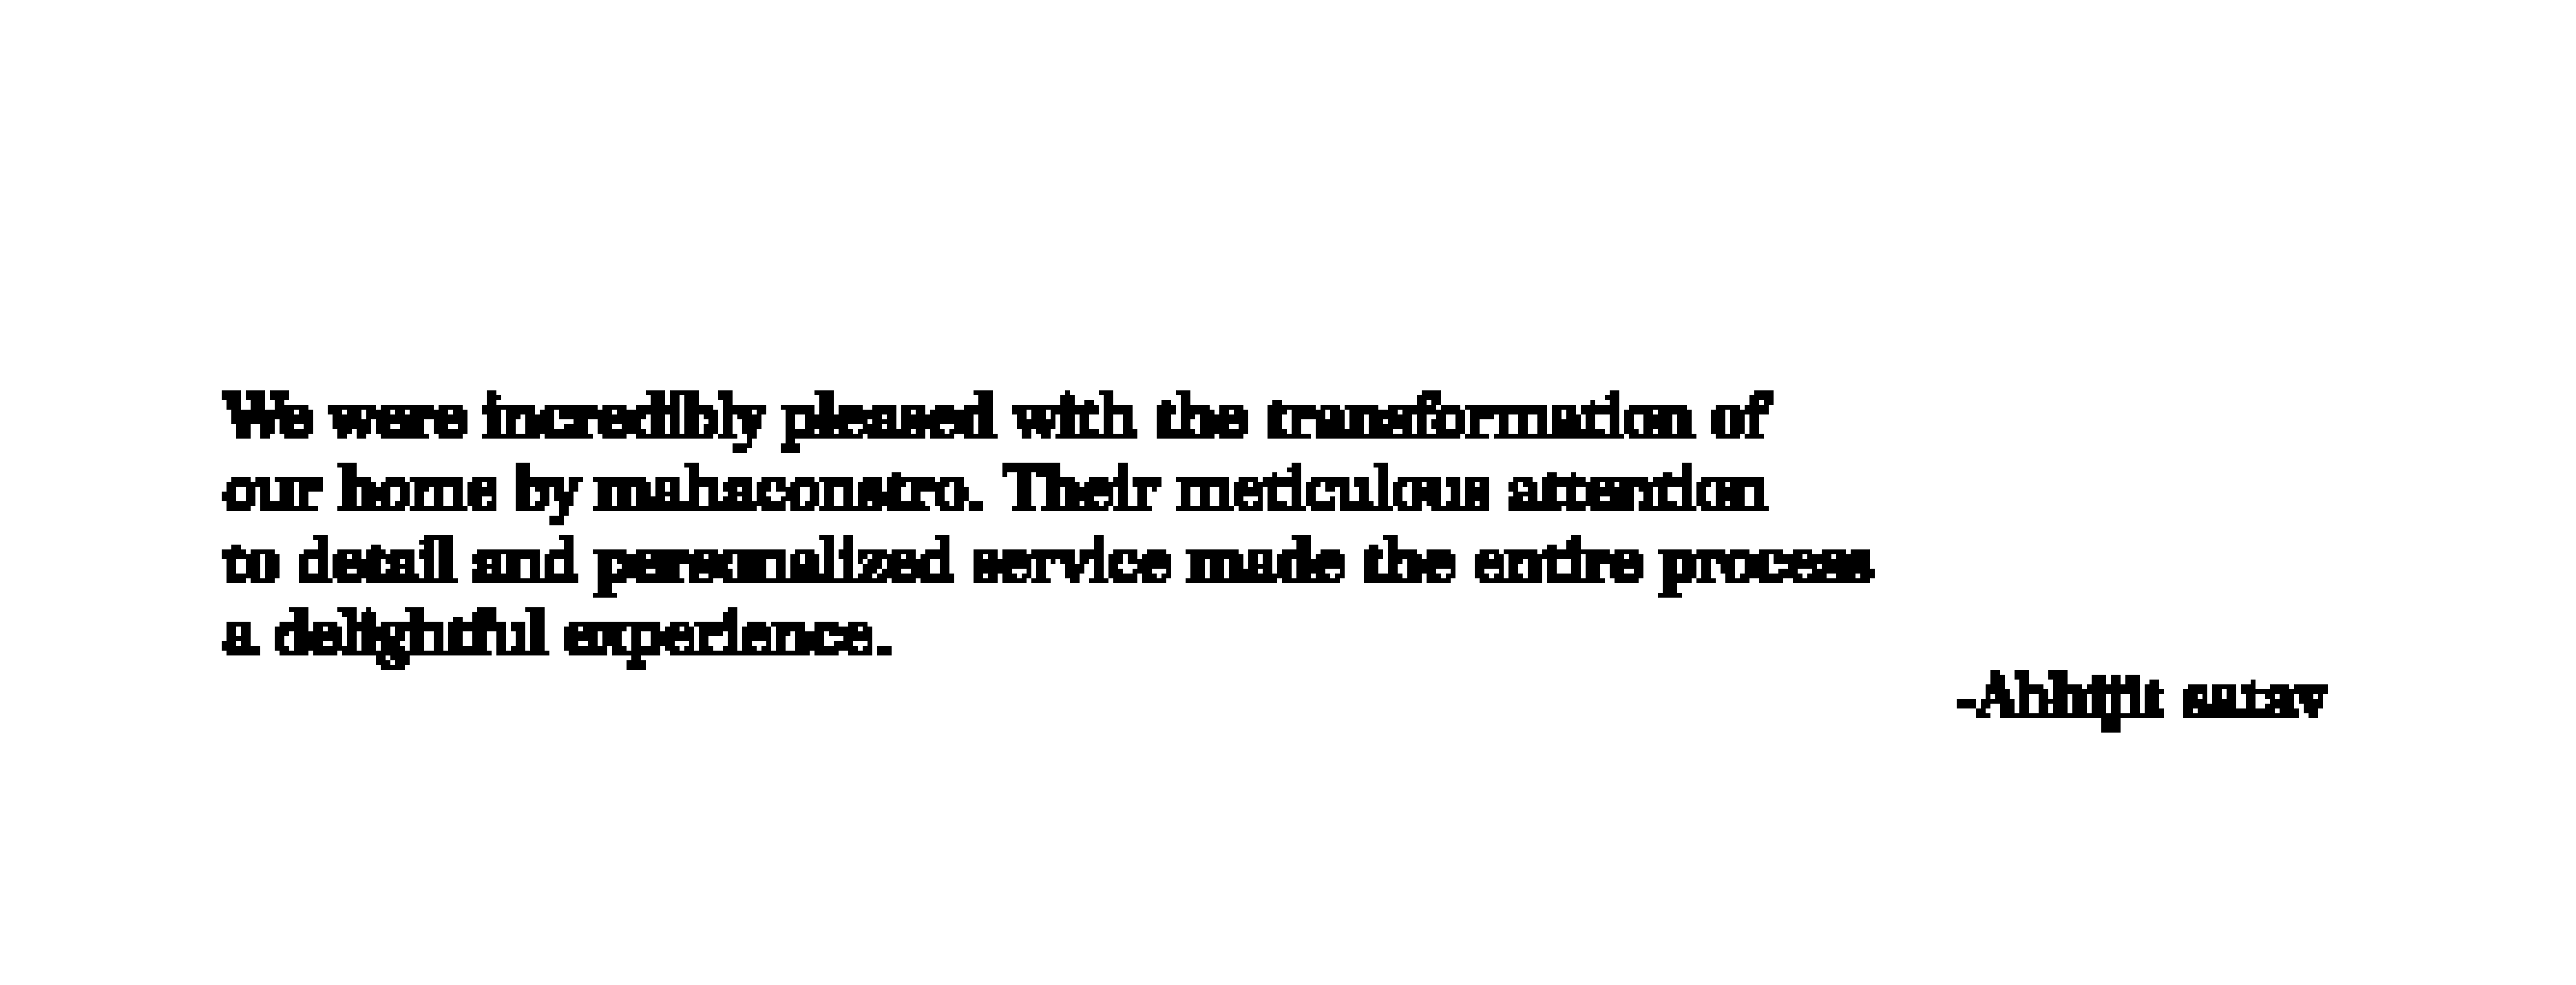 We were incredibly pleased with the transformation of
our home by mahaconstro. Their meticulous attention
to detail and personalized service made the entire process
a delightful experience.
-Abhijit satav